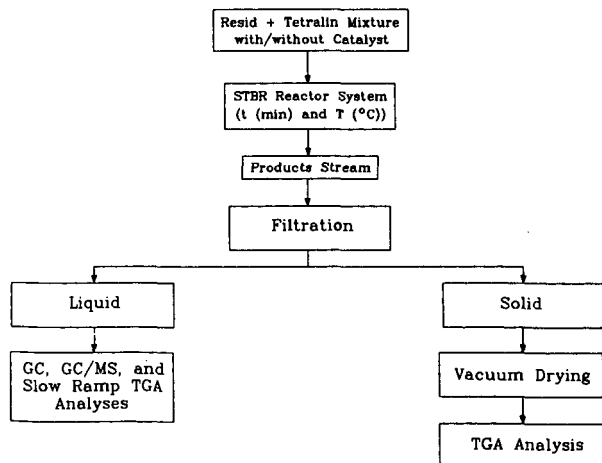 Resid + Tetralin Mixture
with/without Catalyst
STBR Reactor System
(t (min) and T (°C))
Products Stream
Filtration
Liquid
Solid
GC, GC/MS, and
Slow Ramp TGA
Analyses
Vacuum Drying
TGA Analysis